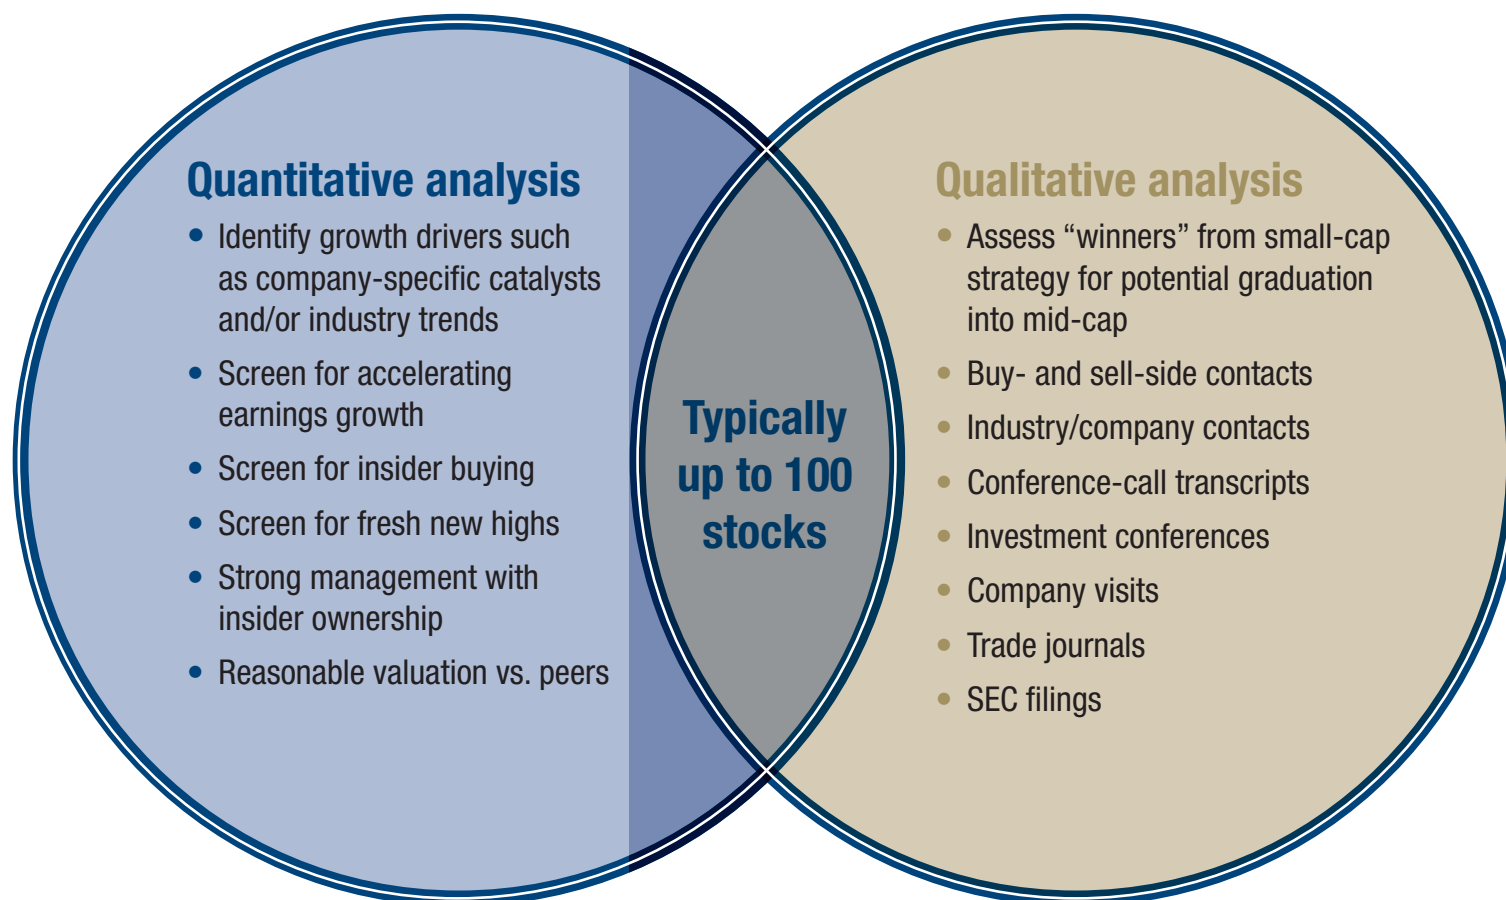 Quantitative analysis
• Identify growth drivers such
as company-specific catalysts
and/or industry trends
• Screen for accelerating
earnings growth
• Screen for insider buying
• Screen for fresh new highs
• Strong management with
insider ownership
• Reasonable valuation vs. peers
Typically
up to 100
stocks
Qualitative analysis
• Assess “winners” from small-cap
strategy for potential graduation
into mid-cap
• Buy- and sell-side contacts
• Industry/company contacts
• Conference-call transcripts
• Investment conferences
• Company visits
• Trade journals
• SEC filings